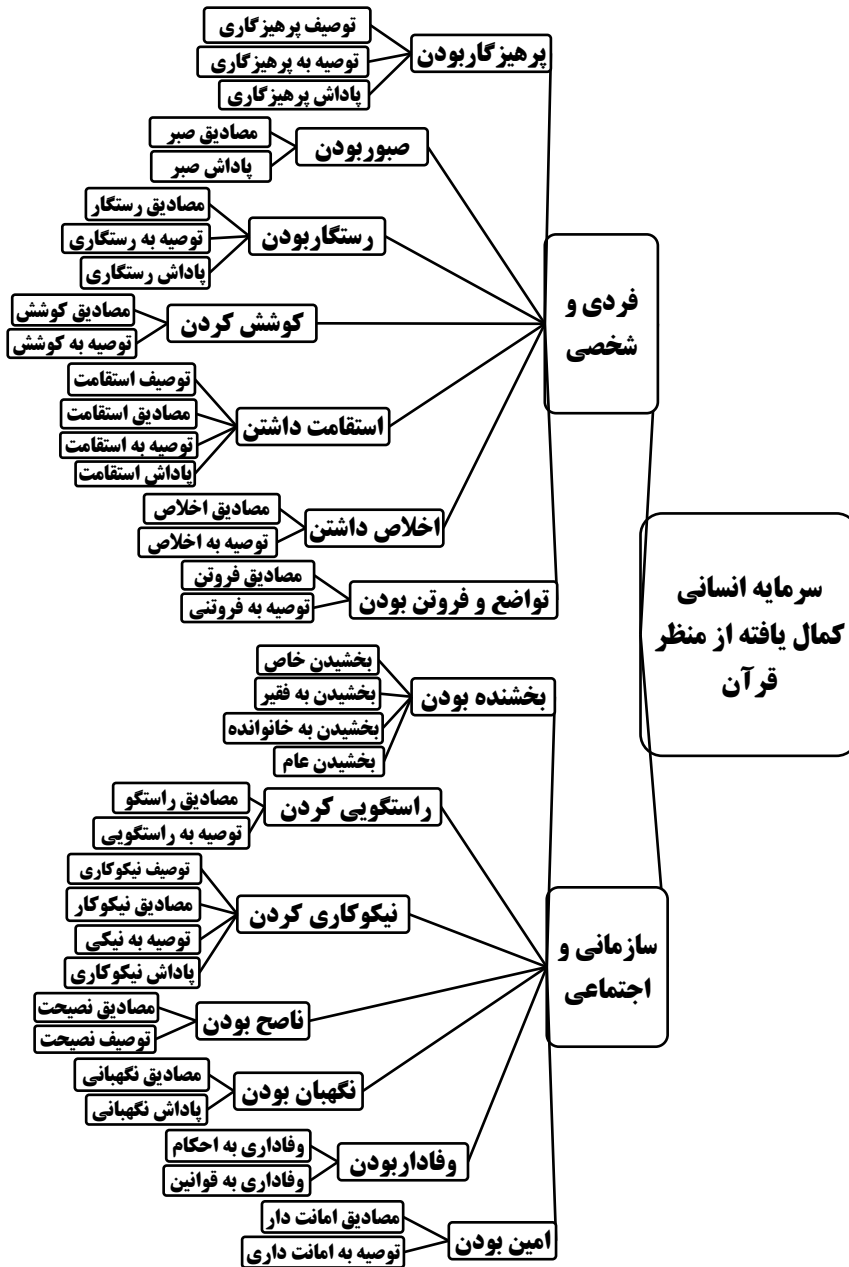 سرمایه انسانی
کمال یافته از منظر
قرآن
فردی و
شخصی
پرهیزگاربودن
توصیف پرهیزگاری
توصیه به پرهیزگاری
پاداش پرهیزگاری
صبوربودن
مصادیق صبر
پاداش صبر
رستگاربودن
مصادیق رستگار
توصیه به رستگاری
پاداش رستگاری
کوشش کردن
مصادیق کوشش
توصیه به کوشش
استقامت داشتن
توصیف استقامت
مصادیق استقامت
توصیه به استقامت
پاداش استقامت
اخلاص داشتن
مصادیق اخلاص
توصیه به اخلاص
تواضع و فروتن بودن
مصادیق فروتن
توصیه به فروتنی
سازمانی و
اجتماعی
بخشنده بودن
بخشیدن خاص
بخشیدن به فقیر
بخشیدن به خانوانده
بخشیدن عام
راستگویی کردن
مصادیق راستگو
توصیه به راستگویی
نیکوکاری کردن
توصیف نیکوکاری
مصادیق نیکوکار
توصیه به نیکی
پاداش نیکوکاری
ناصح بودن
مصادیق نصیحت
توصیف نصیحت
نگهبان بودن
مصادیق نگهبانی
پاداش نگهبانی
وفاداربودن
وفاداری به احکام
وفاداری به قوانین
امین بودن
مصادیق امانت دار
توصیه به امانت داری